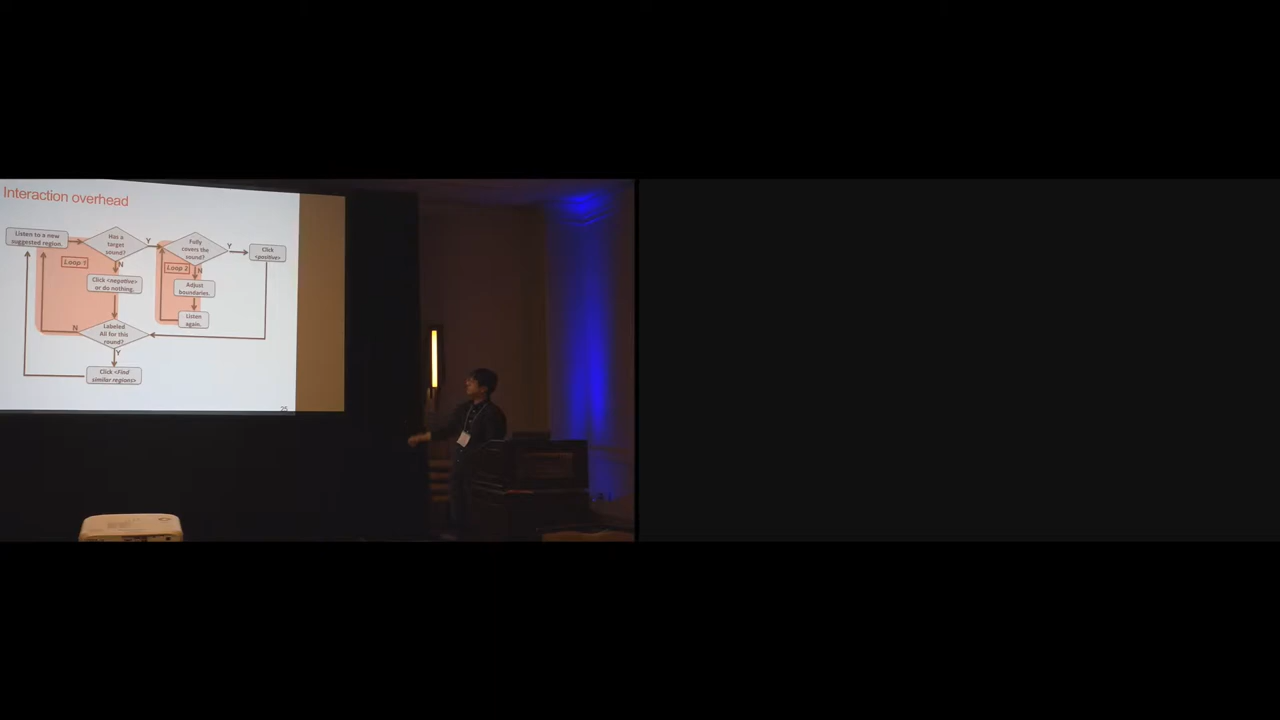 Interaction overhead
Listen to a new
suggested region.
Has a
target
sound?
Y
Fully
covers the
sound?
Y
Click
<positive>
Loop 1
N
Click <negative>
or do nothing.
Loop 2
N
Adjust
boundaries.
Listen
again.
N
Labeled
All for this
round?
Y
Click <Find
similar regions>
25